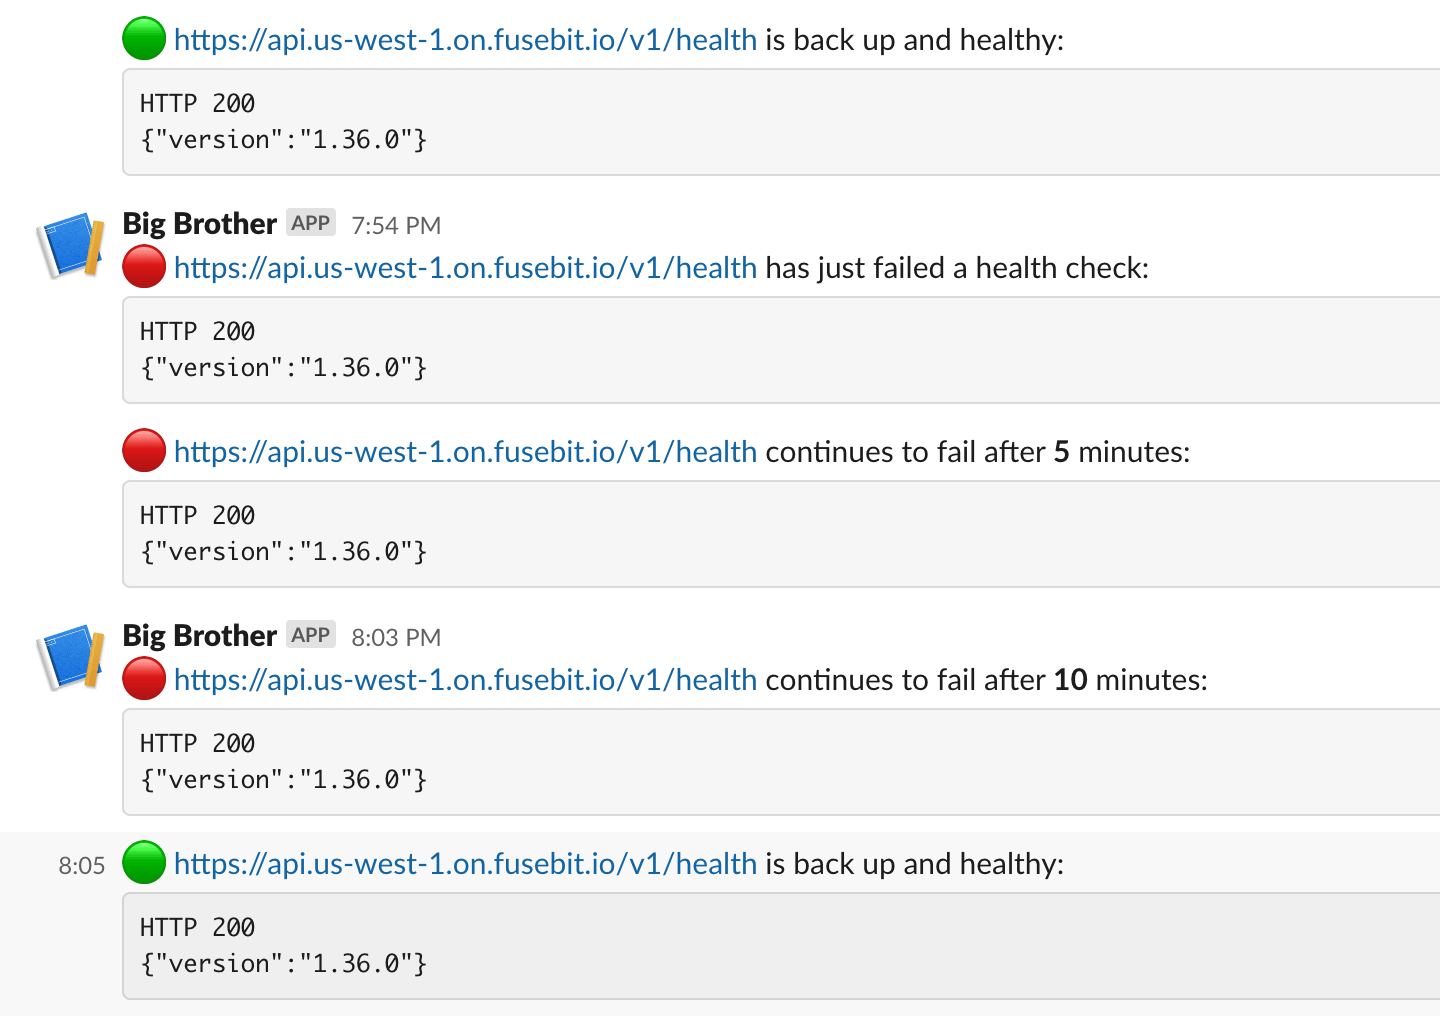 https://api.us-west-1.on.fusebit.io/v1/health is back up and healthy:
HTTP 200
{"version":"1.36.0"}
Big Brother APP 7:54 PM
https://api.us-west-1.on.fusebit.io/v1/health has just failed a health check:
HTTP 200
{"version":"1.36.0"}
https://api.us-west-1.on.fusebit.io/v1/health continues to fail after 5 minutes:
HTTP 200
{"version":"1.36.0"}
Big Brother APP 8:03 PM
https://api.us-west-1.on.fusebit.io/v1/health continues to fail after 10 minutes:
HTTP 200
{"version":"1.36.0"}
8:05 https://api.us-west-1.on.fusebit.io/v1/health is back up and healthy:
HTTP 200
{"version":"1.36.0"}